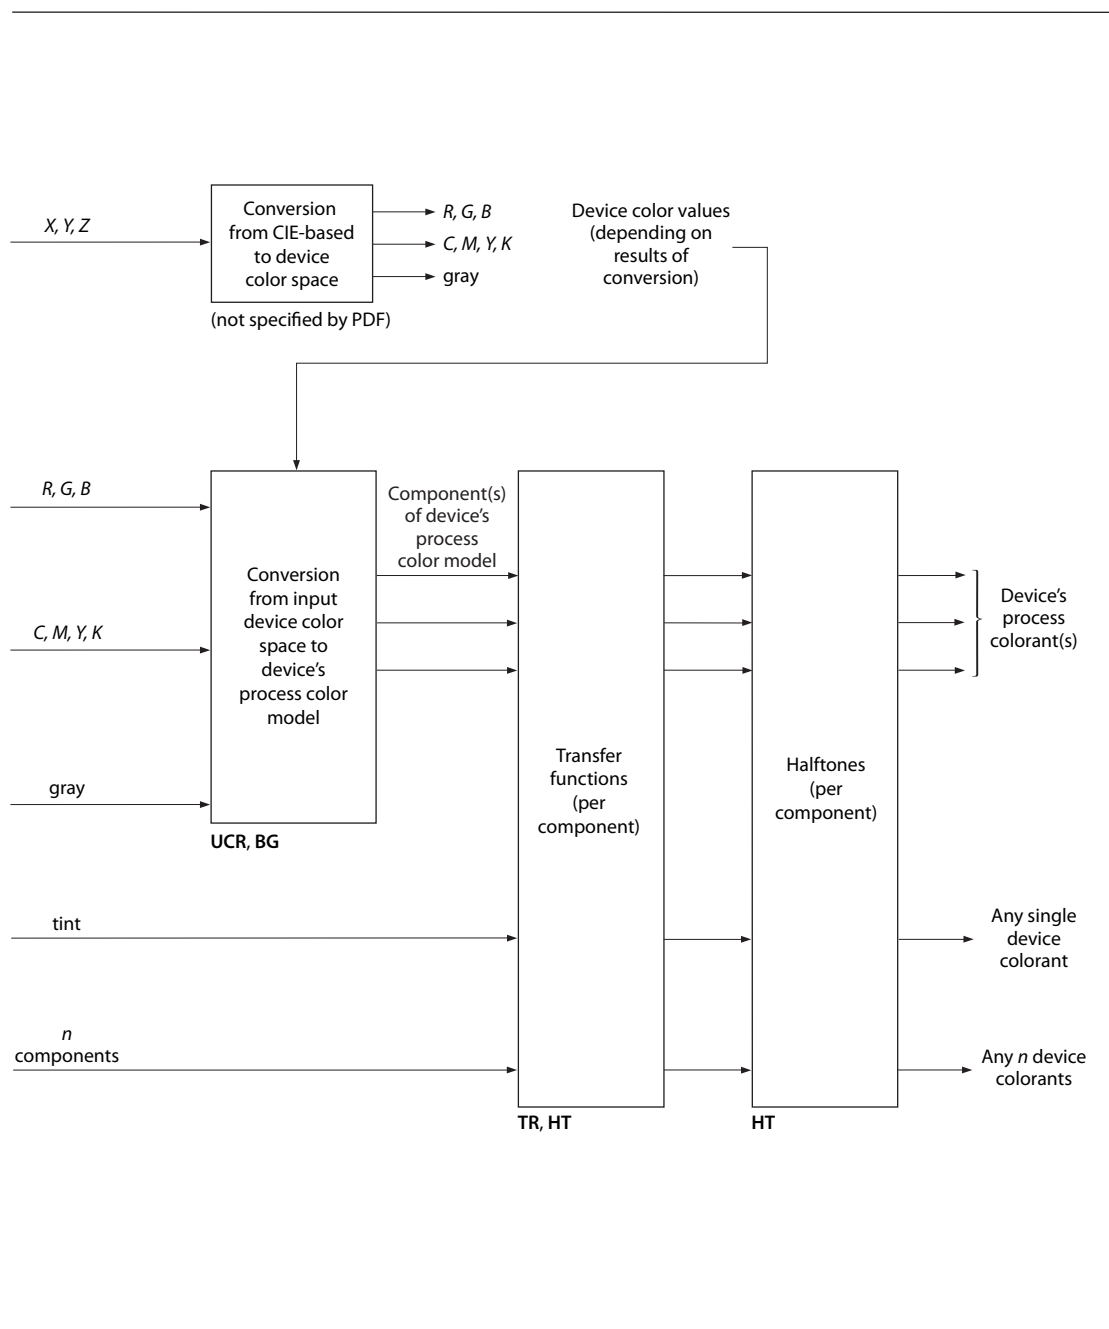 X, Y, Z
Conversion
from CIE-based
to device
color space
(not specified by PDF)
R, G, B
C, M, Y, K
gray
Device color values
(depending on
results of
conversion)
R, G, B
C, M, Y, K
gray
Conversion
from input
device color
space to
device’s
process color
model
UCR, BG
Component(s)
of device’s
process
color model
tint
n
components
Transfer
functions
(per
component)
TR, HT
Halftones
(per
component)
HT
Device’s
process
colorant(s)
Any single
device
colorant
Any n device
colorants